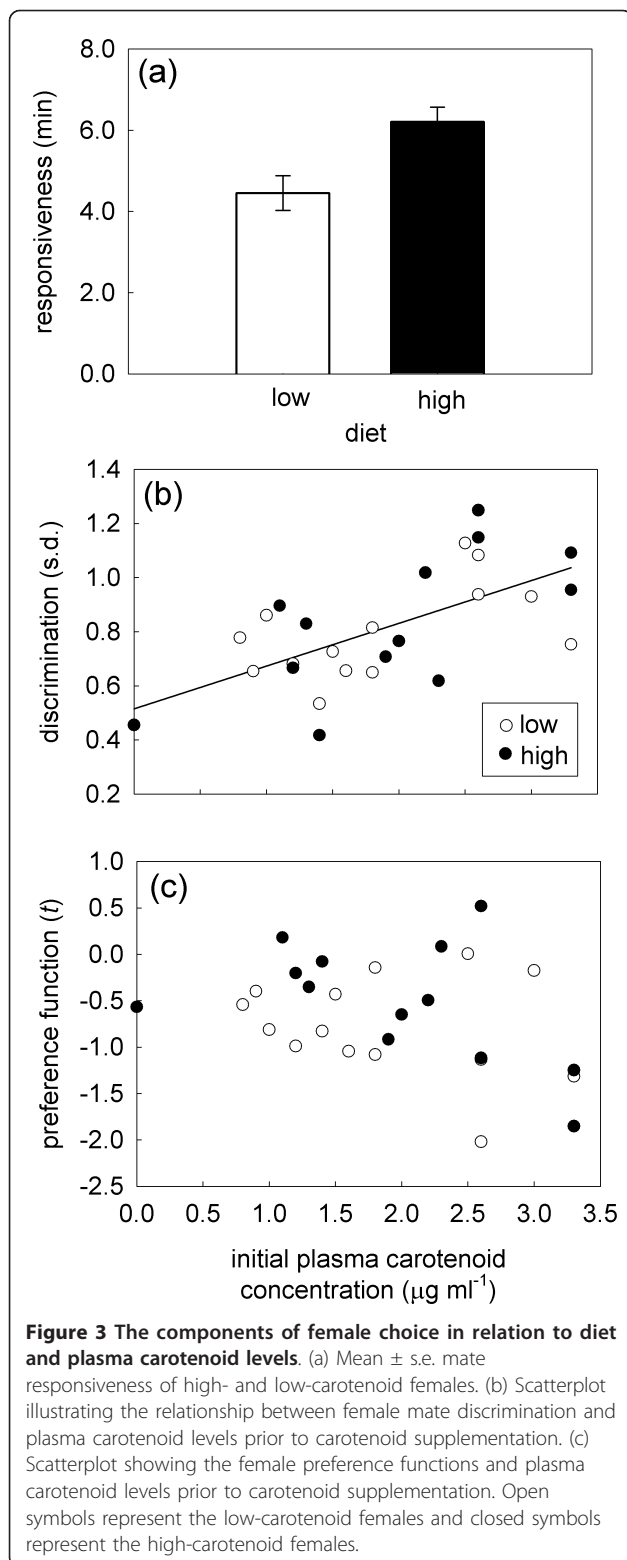 8.0
(a)
6.0
4.0
2.0
0.0
responsiveness (min)
low high
diet
1.4
(b)
1.2
1.0
0.8
0.6
0.4
0.2
discrimination (s.d.)
low
high
1.0
(c)
0.5
0.0
-0.5
-1.0
-1.5
-2.0
-2.5
preference function (t)
0.0 0.5 1.0 1.5 2.0 2.5 3.0 3.5
initial plasma carotenoid
concentration (μg ml⁻¹)
Figure 3 The components of female choice in relation to diet
and plasma carotenoid levels. (a) Mean ± s.e. mate
responsiveness of high- and low-carotenoid females. (b) Scatterplot
illustrating the relationship between female mate discrimination and
plasma carotenoid levels prior to carotenoid supplementation. (c)
Scatterplot showing the female preference functions and plasma
carotenoid levels prior to carotenoid supplementation. Open
symbols represent the low-carotenoid females and closed symbols
represent the high-carotenoid females.